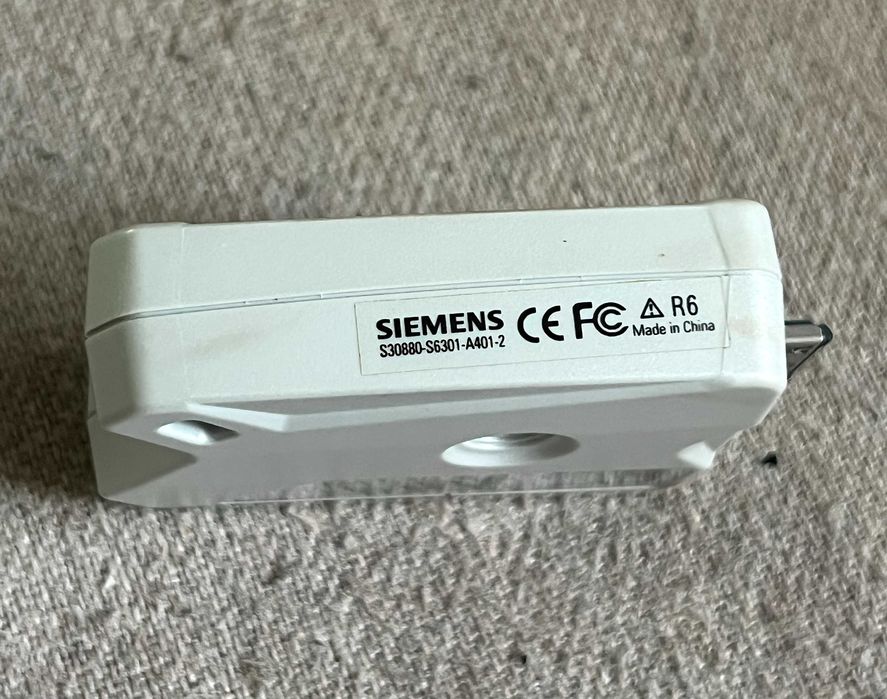 SIEMENS CE FC ⚠ R6
S30880-S6301-A401-2 Made in China